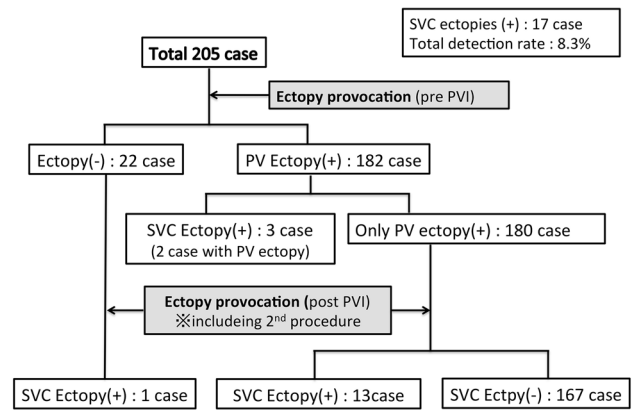 SVC ectopies (+) : 17 case
Total detection rate : 8.3%
Total 205 case
Ectopy provocation (pre PVI)
Ectopy(-) : 22 case
PV Ectopy(+) : 182 case
SVC Ectopy(+) : 3 case
(2 case with PV ectopy)
Only PV ectopy(+) : 180 case
Ectopy provocation (post PVI)
※includeing 2nd procedure
SVC Ectopy(+) : 1 case
SVC Ectopy(+) : 13case
SVC Ectpy(-) : 167 case